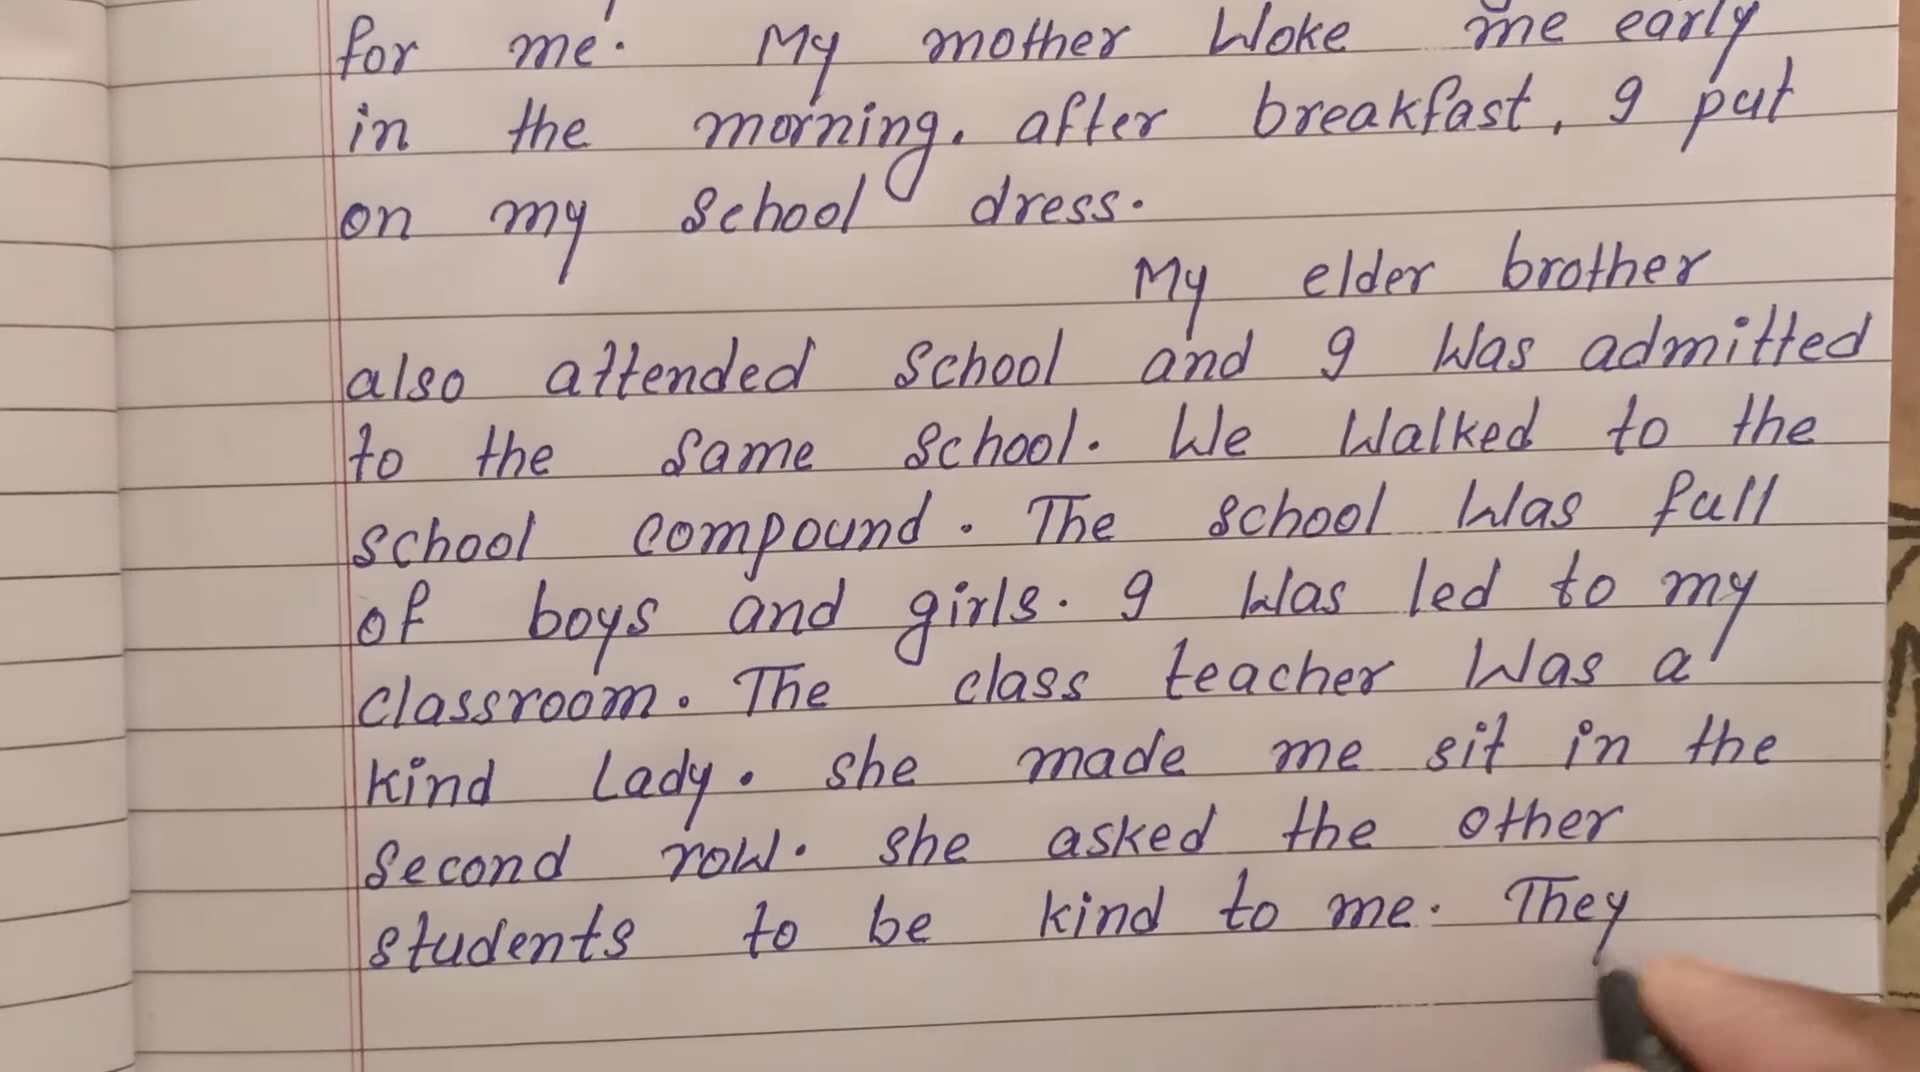 for me. My mother Woke me early
in the morning. after breakfast, I put
on my School dress.
My elder brother
also attended School and I Was admitted
to the Same School. We Walked to the
School compound. The School Was full
of boys and girls. I Was led to my
classroom. The class teacher Was a
kind Lady. She made me sit in the
Second row. She asked the other
students to be kind to me. They